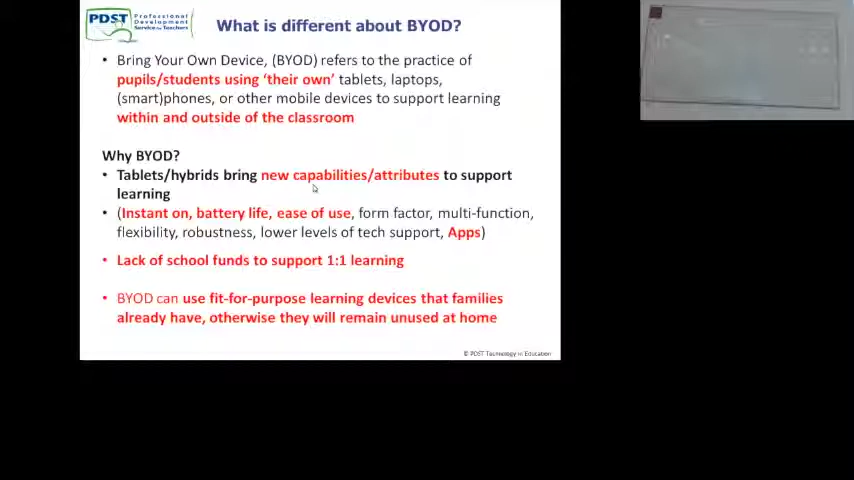 PDST Professional
Development
Service for Teachers
What is different about BYOD?
• Bring Your Own Device, (BYOD) refers to the practice of
pupils/students using ‘their own’ tablets, laptops,
(smart)phones, or other mobile devices to support learning
within and outside of the classroom
Why BYOD?
• Tablets/hybrids bring new capabilities/attributes to support
learning
• (Instant on, battery life, ease of use, form factor, multi-function,
flexibility, robustness, lower levels of tech support, Apps)
• Lack of school funds to support 1:1 learning
• BYOD can use fit-for-purpose learning devices that families
already have, otherwise they will remain unused at home
© PDST Technology in Education